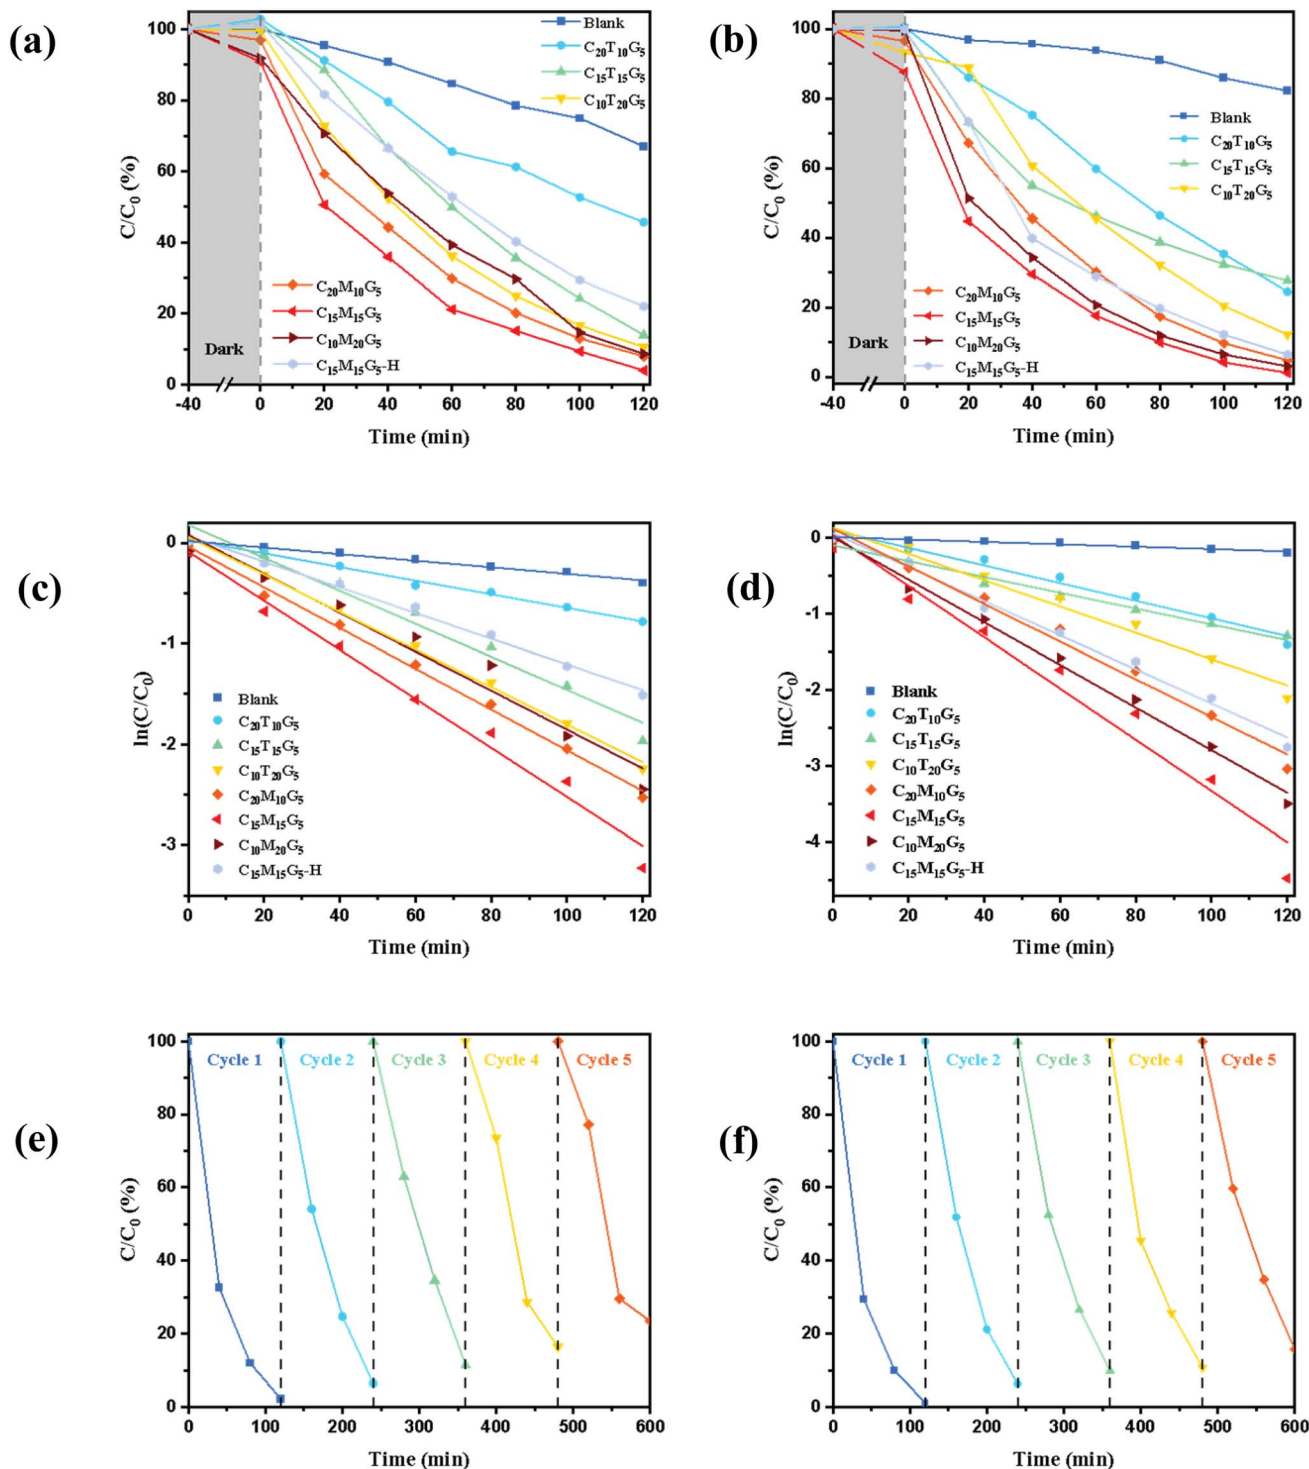 (a)
C/C₀ (%)
100
80
60
40
20
0
-40
0
20
40
60
80
100
120
Time (min)
Dark
Blank
C₂₀T₁₀G₅
C₁₅T₁₅G₅
C₁₀T₂₀G₅
C₂₀M₁₀G₅
C₁₅M₁₅G₅
C₁₀M₂₀G₅
C₁₅M₁₅G₅-H
(b)
C/C₀ (%)
100
80
60
40
20
0
-40
0
20
40
60
80
100
120
Time (min)
Dark
Blank
C₂₀T₁₀G₅
C₁₅T₁₅G₅
C₁₀T₂₀G₅
C₂₀M₁₀G₅
C₁₅M₁₅G₅
C₁₀M₂₀G₅
C₁₅M₁₅G₅-H
(c)
ln(C/C₀)
0
-1
-2
-3
0
20
40
60
80
100
120
Time (min)
Blank
C₂₀T₁₀G₅
C₁₅T₁₅G₅
C₁₀T₂₀G₅
C₂₀M₁₀G₅
C₁₅M₁₅G₅
C₁₀M₂₀G₅
C₁₅M₁₅G₅-H
(d)
ln(C/C₀)
0
-1
-2
-3
-4
0
20
40
60
80
100
120
Time (min)
Blank
C₂₀T₁₀G₅
C₁₅T₁₅G₅
C₁₀T₂₀G₅
C₂₀M₁₀G₅
C₁₅M₁₅G₅
C₁₀M₂₀G₅
C₁₅M₁₅G₅-H
(e)
C/C₀ (%)
100
80
60
40
20
0
0
100
200
300
400
500
600
Time (min)
Cycle 1
Cycle 2
Cycle 3
Cycle 4
Cycle 5
(f)
C/C₀ (%)
100
80
60
40
20
0
0
100
200
300
400
500
600
Time (min)
Cycle 1
Cycle 2
Cycle 3
Cycle 4
Cycle 5